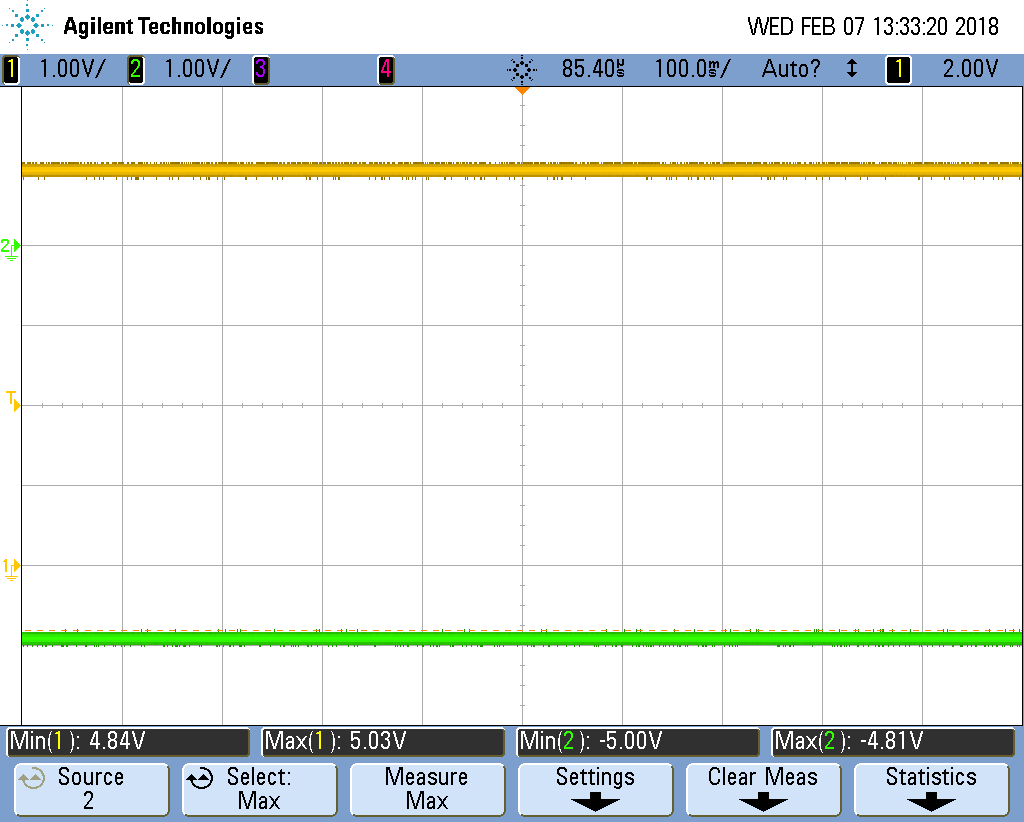 Agilent Technologies WED FEB 07 13:33:20 2018
1 1.00V/ 2 1.00V/ 3 4 85.40µs 100.0ms/ Auto? ↕ 1 2.00V
2
T
1
Min(1): 4.84V Max(1): 5.03V Min(2): -5.00V Max(2): -4.81V
Source Select: Measure Settings Clear Meas Statistics
2 Max Max